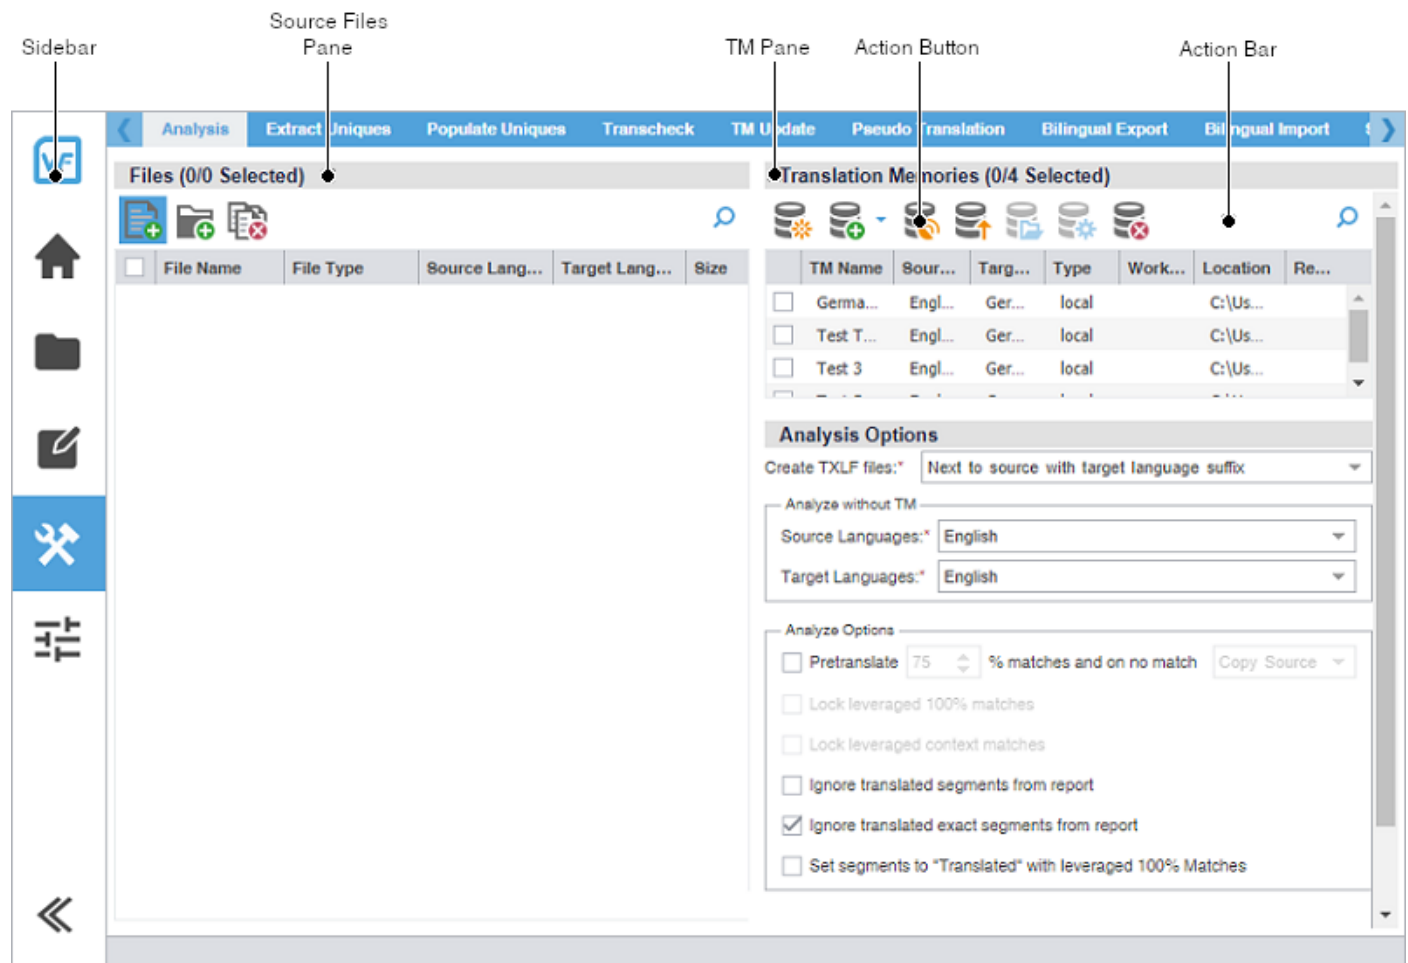 Source Files
Sidebar Pane TM Pane Action Button Action Bar
Analysis Extract Uniques Populate Uniques Transcheck TM Update Pseudo Translation Bilingual Export Bilingual Import
VF
Files (0/0 Selected) Translation Memories (0/4 Selected)
File Name File Type Source Lang... Target Lang... Size TM Name Sour... Targ... Type Work... Location Re...
Germa... Engl... Ger... local C:\Us...
Test T... Engl... Ger... local C:\Us...
Test 3 Engl... Ger... local C:\Us...
Analysis Options
Create TXLF files:* Next to source with target language suffix
Analyze without TM
Source Languages:* English
Target Languages:* English
Analyze Options
Pretranslate 75 % matches and on no match Copy Source
Lock leveraged 100% matches
Lock leveraged context matches
Ignore translated segments from report
Ignore translated exact segments from report
Set segments to "Translated" with leveraged 100% Matches